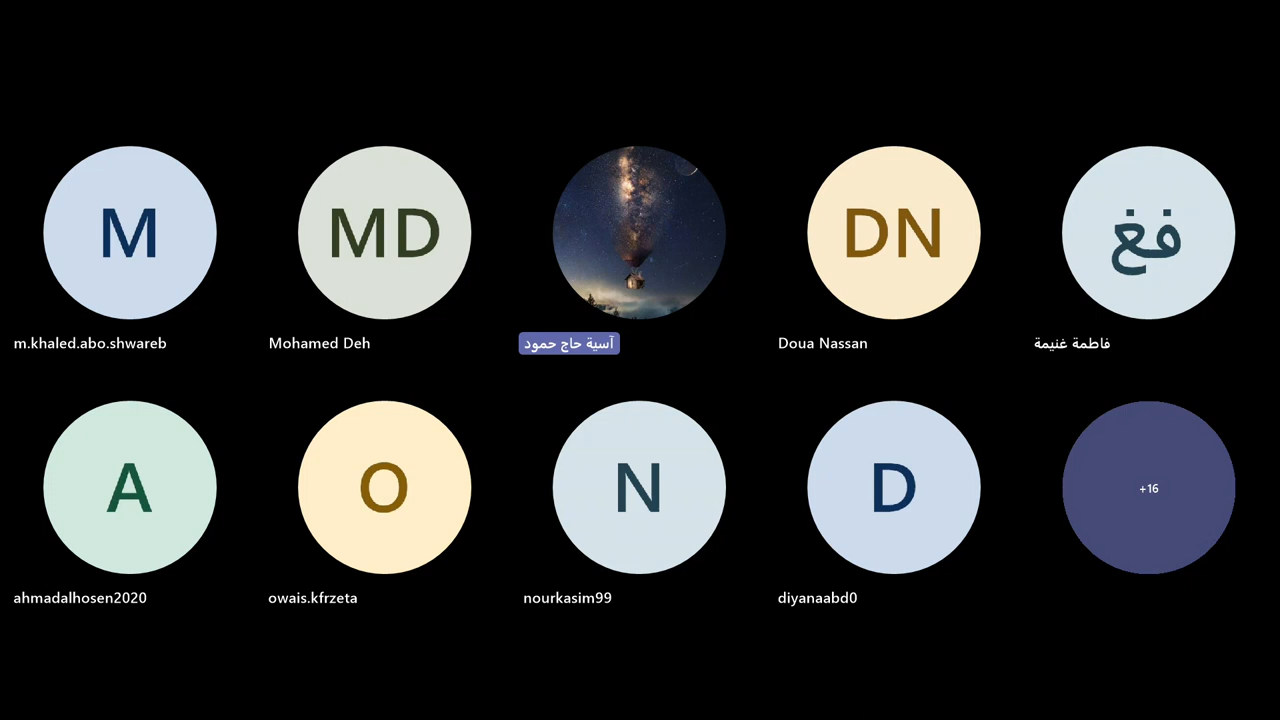 M
MD
DN
فغ
m.khaled.abo.shwareb
Mohamed Deh
آسية حاج حمود
Doua Nassan
فاطمة غنيمة
A
O
N
D
+16
ahmadalhosen2020
owais.kfrzeta
nourkasim99
diyanaabd0